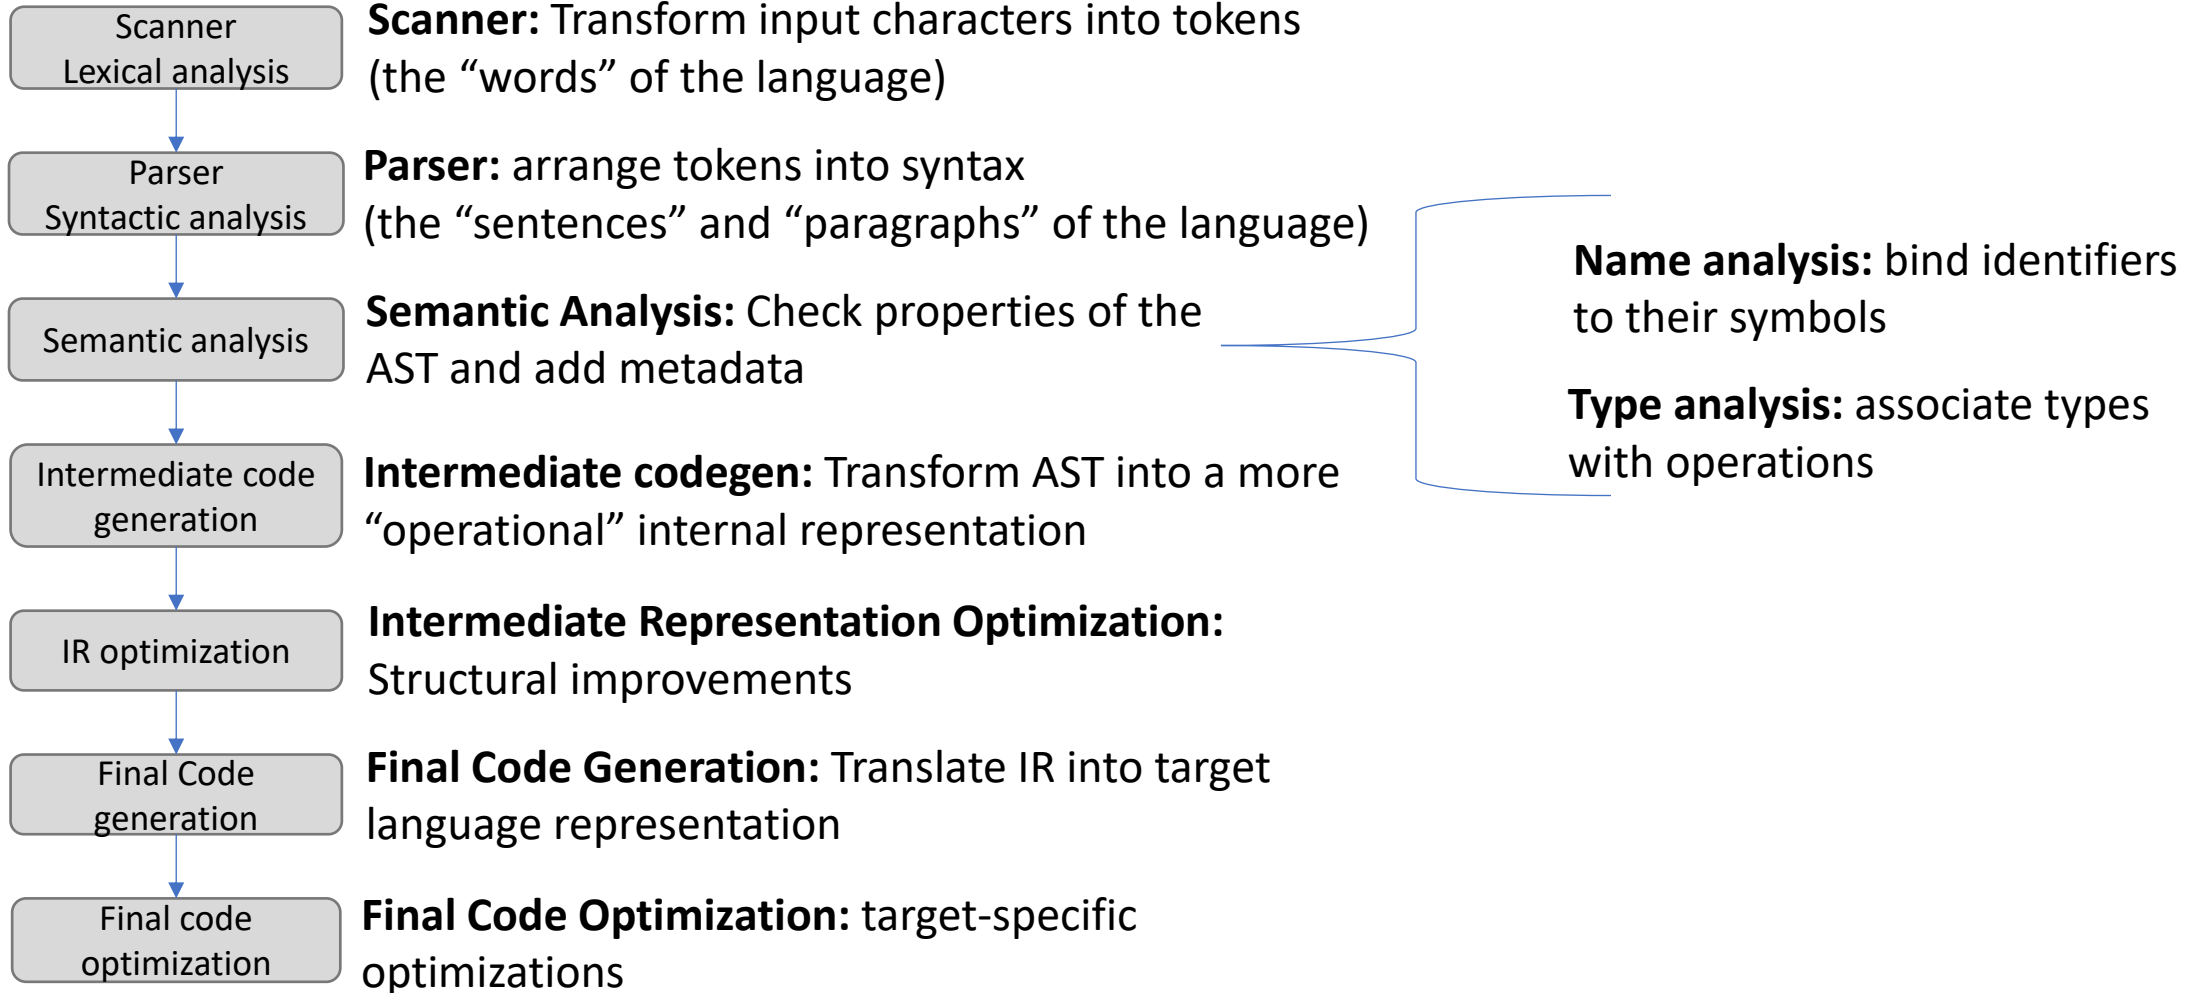 Scanner
Lexical analysis
Scanner: Transform input characters into tokens
(the “words” of the language)
Parser
Syntactic analysis
Parser: arrange tokens into syntax
(the “sentences” and “paragraphs” of the language)
Semantic analysis
Semantic Analysis: Check properties of the
AST and add metadata
Name analysis: bind identifiers
to their symbols
Type analysis: associate types
with operations
Intermediate code
generation
Intermediate codegen: Transform AST into a more
“operational” internal representation
IR optimization
Intermediate Representation Optimization:
Structural improvements
Final Code
generation
Final Code Generation: Translate IR into target
language representation
Final code
optimization
Final Code Optimization: target-specific
optimizations